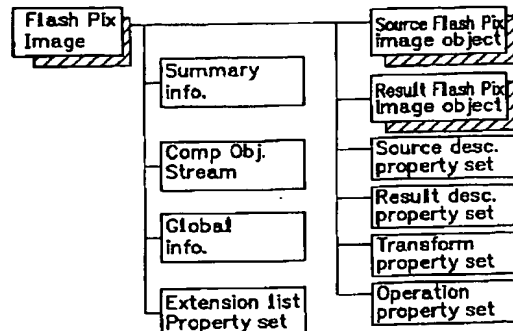 Flash Pix
Image
Summary
info.
Comp Obj.
Stream
Global
info.
Extension list
Property set
Source Flash Pix
image object
Result Flash Pix
Image object
Source desc.
property set
Result desc.
property set
Transform
property set
Operation
property set